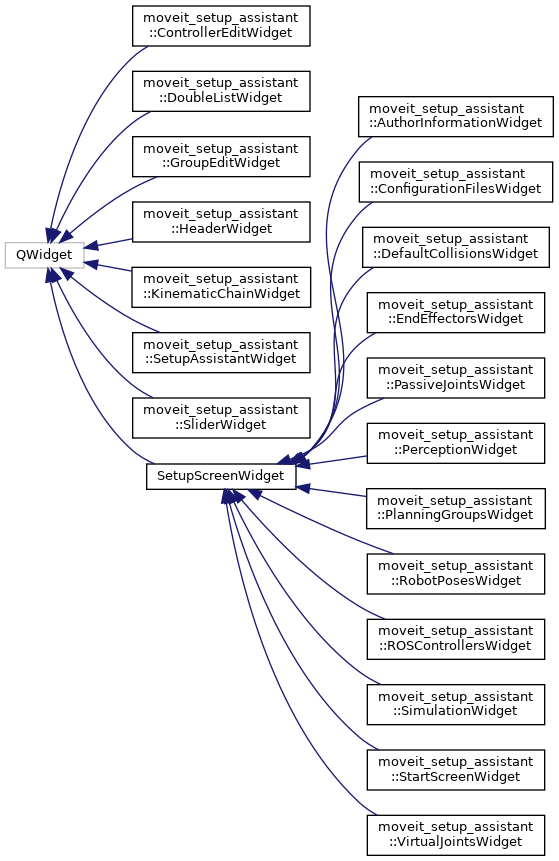 moveit_setup_assistant
::ControllerEditWidget
moveit_setup_assistant
::DoubleListWidget
moveit_setup_assistant
::GroupEditWidget
moveit_setup_assistant
::HeaderWidget
QWidget
moveit_setup_assistant
::KinematicChainWidget
moveit_setup_assistant
::SetupAssistantWidget
moveit_setup_assistant
::SliderWidget
SetupScreenWidget
moveit_setup_assistant
::AuthorInformationWidget
moveit_setup_assistant
::ConfigurationFilesWidget
moveit_setup_assistant
::DefaultCollisionsWidget
moveit_setup_assistant
::EndEffectorsWidget
moveit_setup_assistant
::PassiveJointsWidget
moveit_setup_assistant
::PerceptionWidget
moveit_setup_assistant
::PlanningGroupsWidget
moveit_setup_assistant
::RobotPosesWidget
moveit_setup_assistant
::ROSControllersWidget
moveit_setup_assistant
::SimulationWidget
moveit_setup_assistant
::StartScreenWidget
moveit_setup_assistant
::VirtualJointsWidget